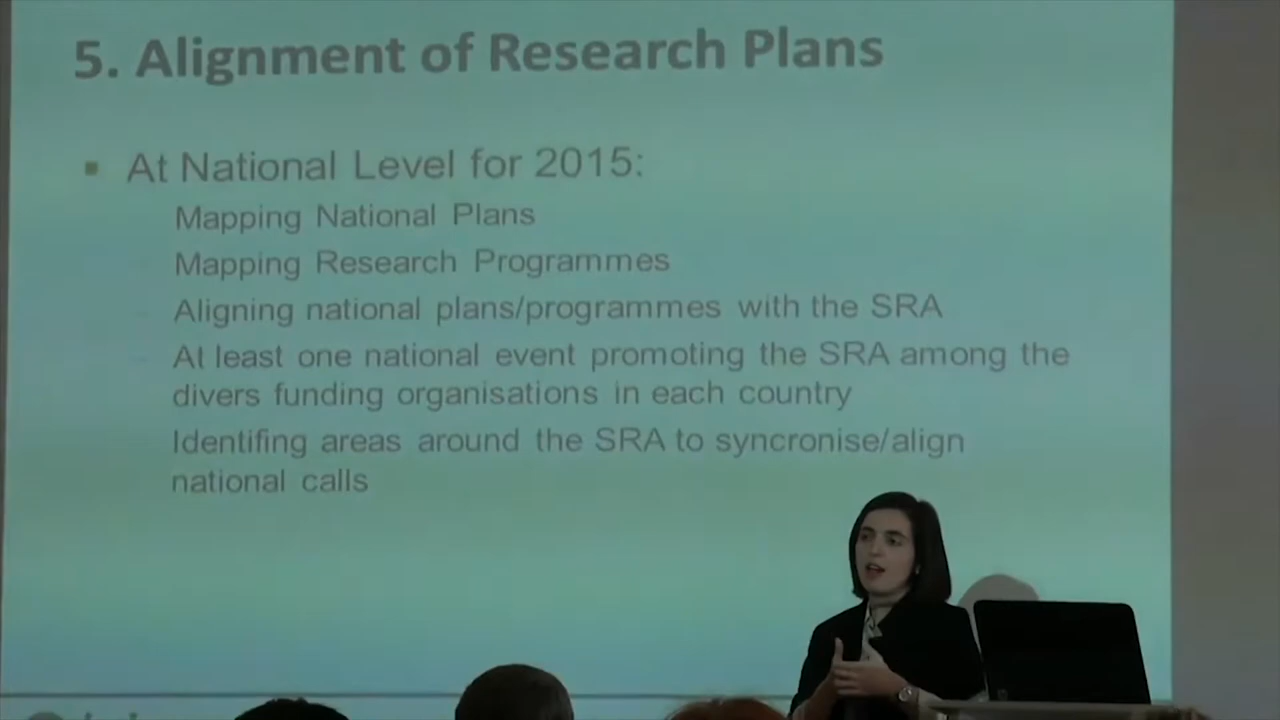 5. Alignment of Research Plans
At National Level for 2015:
Mapping National Plans
Mapping Research Programmes
Aligning national plans/programmes with the SRA
At least one national event promoting the SRA among the
divers funding organisations in each country
Identifing areas around the SRA to syncronise/align
national calls